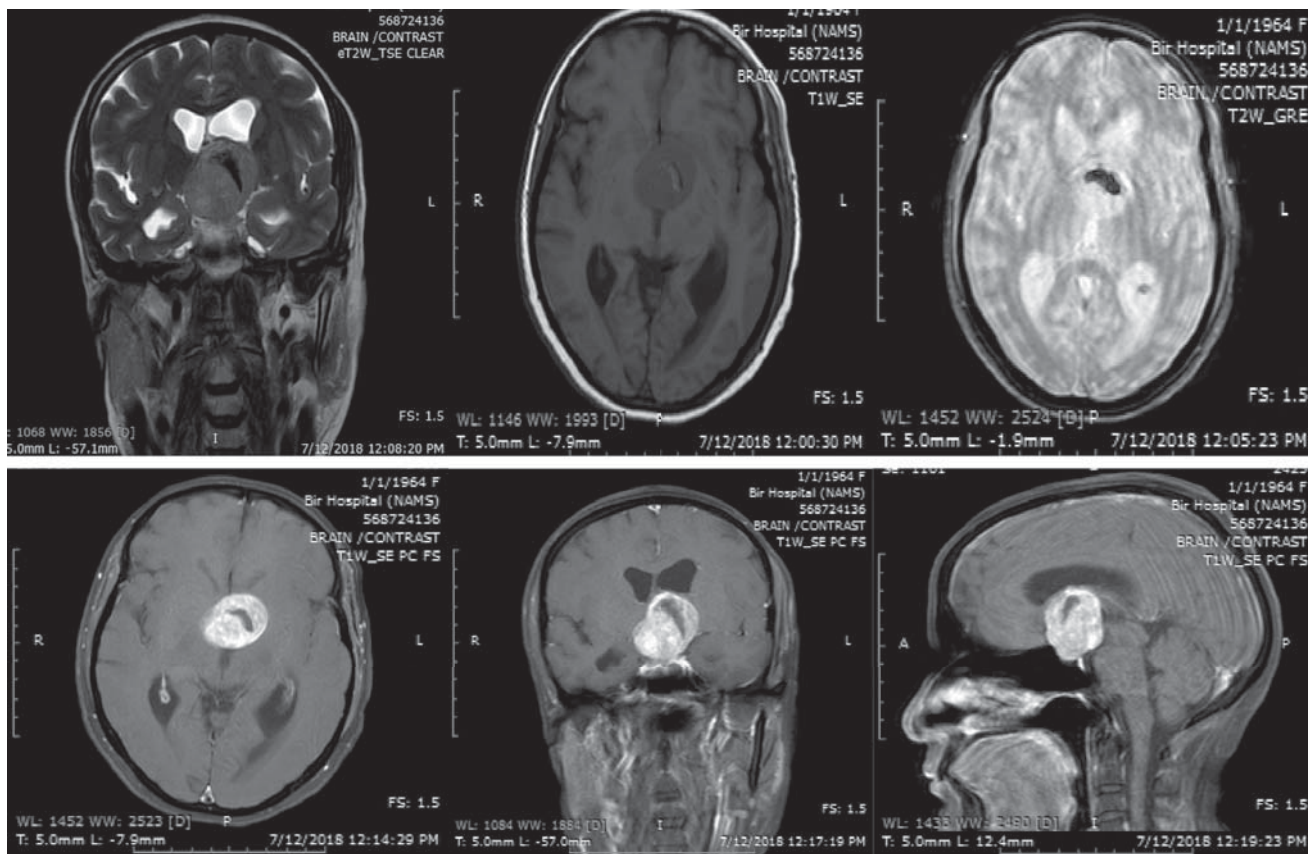 568724136
BRAIN /CONTRAST
eT2W_TSE CLEAR
L
FS: 1.5
: 1068 WW: 1856 [D]
5.0mm L: -57.1mm
I
7/12/2018 12:08:20 PM
Bir Hospital (NAMS)
568724136
BRAIN /CONTRAST
T1W_SE
R
L
FS: 1.5
WL: 1146 WW: 1993 [D]
P
T: 5.0mm L: -7.9mm
7/12/2018 12:00:30 PM
1/1/1964 F
Bir Hospital (NAMS)
568724136
BRAIN /CONTRAST
T2W_GRE
R
L
FS: 1.5
WL: 1452 WW: 2524 [D] P
T: 5.0mm L: -1.9mm
7/12/2018 12:05:23 PM
1/1/1964 F
Bir Hospital (NAMS)
568724136
BRAIN /CONTRAST
T1W_SE PC FS
R
L
FS: 1.5
WL: 1452 WW: 2523 [D]
P
T: 5.0mm L: -7.9mm
7/12/2018 12:14:29 PM
1/1/1964 F
Bir Hospital (NAMS)
568724136
BRAIN /CONTRAST
T1W_SE PC FS
R
L
FS: 1.5
WL: 1084 WW: 1884 [D]
I
T: 5.0mm L: -57.0mm
7/12/2018 12:17:19 PM
1/1/1964 F
Bir Hospital (NAMS)
568724136
BRAIN /CONTRAST
T1W_SE PC FS
A
P
FS: 1.5
WL: 1438 WW: 2490 [D]
I
T: 5.0mm L: 12.4mm
7/12/2018 12:19:23 PM